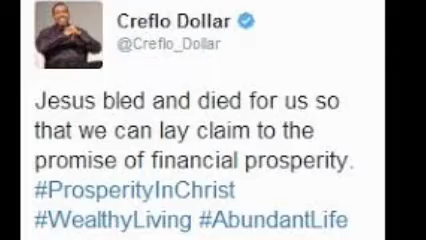 Creflo Dollar
@Creflo_Dollar
Jesus bled and died for us so
that we can lay claim to the
promise of financial prosperity.
#ProsperityInChrist
#WealthyLiving #AbundantLife